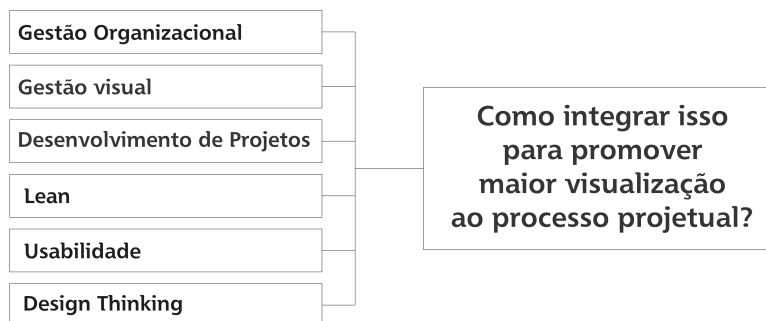 Gestão Organizacional
Gestão visual
Desenvolvimento de Projetos
Lean
Usabilidade
Design Thinking
Como integrar isso
para promover
maior visualização
ao processo projetual?